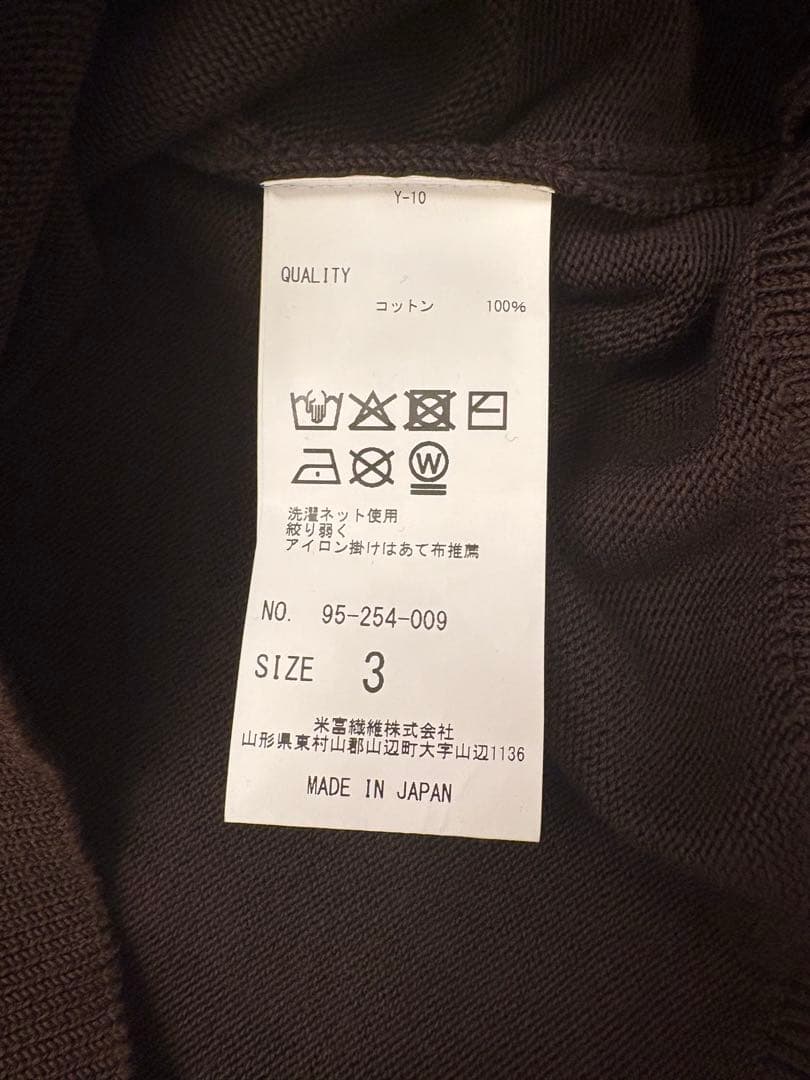 Y-10
QUALITY
コットン 100%
W
洗濯ネット使用
絞り弱く
アイロン掛けはあて布推薦
NO. 95-254-009
SIZE 3
米富繊維株式会社
山形県東村山郡山辺町大字山辺1136
MADE IN JAPAN